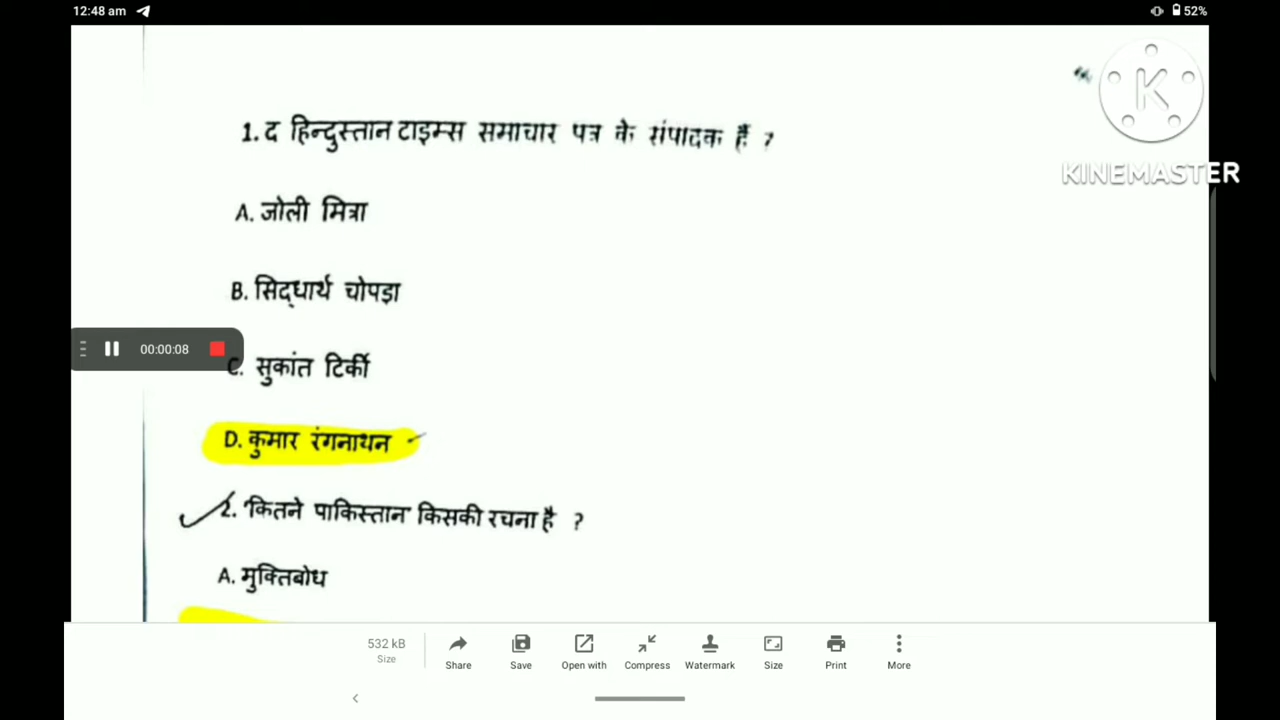 12:48 am 52%
K
KINEMASTER
1. द हिन्दुस्तान टाइम्स समाचार पत्र के संपादक हैं ?
A. जोली मित्रा
B. सिद्धार्थ चोपड़ा
00:00:08
C. सुकांत टिर्की
D. कुमार रंगनाथन
2. 'कितने पाकिस्तान' किसकी रचना है ?
A. मुक्तिबोध
532 kB
Size
Share Save Open with Compress Watermark Size Print More